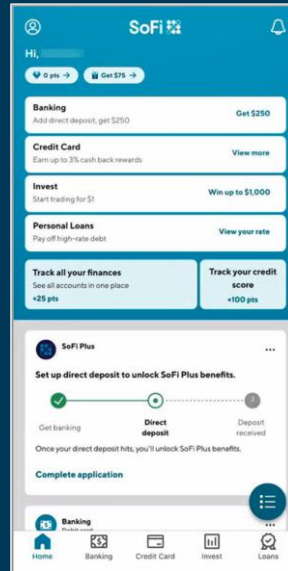 SoFi
Hi,
0 pts →
Get $75 →
Banking
Add direct deposit, get $250
Get $250
Credit Card
Earn up to 3% cash back rewards
View more
Invest
Start trading for $1
Win up to $1,000
Personal Loans
Pay off high-rate debt
View your rate
Track all your finances
See all accounts in one place
+25 pts
Track your credit
score
+100 pts
SoFi Plus
...
Set up direct deposit to unlock SoFi Plus benefits.
3
Get banking
Direct
deposit
Deposit
received
Once your direct deposit hits, you'll unlock SoFi Plus benefits.
Complete application
Banking
Debit card
...
Home
Banking
Credit Card
Invest
Loans